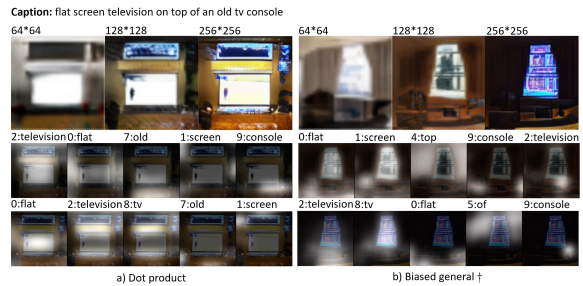 Caption: flat screen television on top of an old tv console
64*64 128*128 256*256 64*64 128*128 256*256
2:television 0:flat 7:old 1:screen 9:console 0:flat 1:screen 4:top 9:console 2:television
0:flat 2:television 8:tv 7:old 1:screen 2:television 8:tv 0:flat 5:of 9:console
a) Dot product b) Biased general †